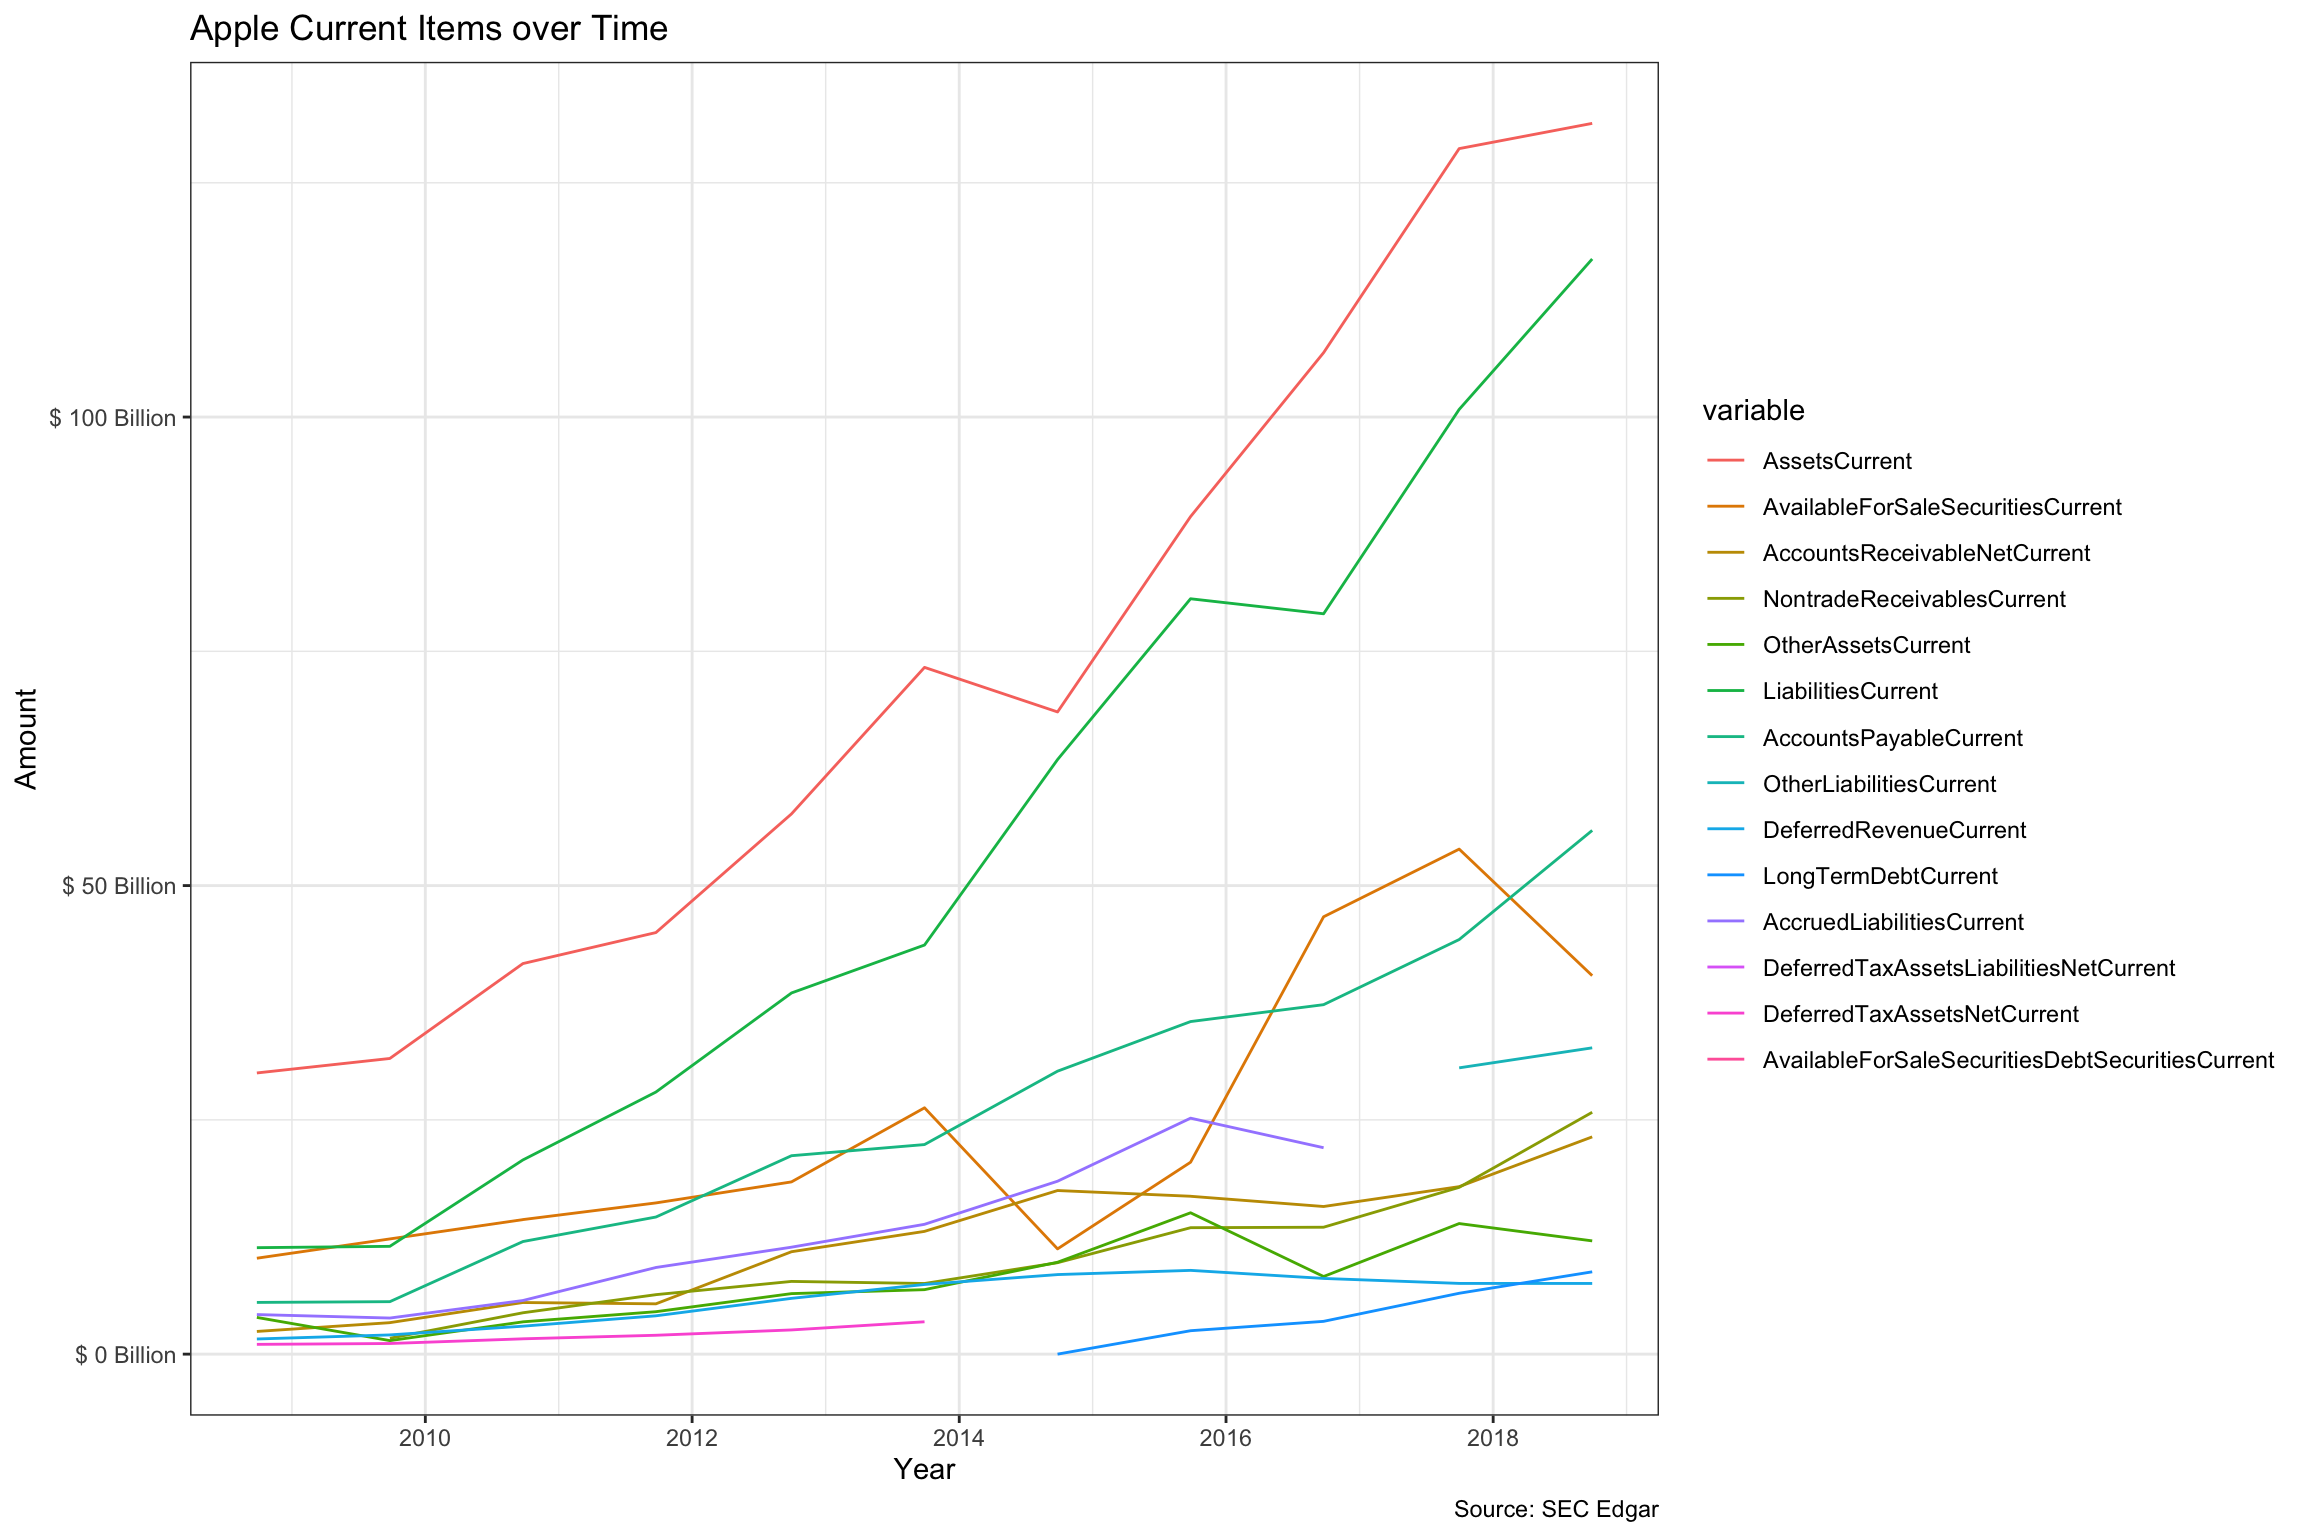 Apple Current Items over Time
$ 100 Billion
$ 50 Billion
$ 0 Billion
Amount
2010
2012
2014
2016
2018
Year
Source: SEC Edgar
variable
AssetsCurrent
AvailableForSaleSecuritiesCurrent
AccountsReceivableNetCurrent
NontradeReceivablesCurrent
OtherAssetsCurrent
LiabilitiesCurrent
AccountsPayableCurrent
OtherLiabilitiesCurrent
DeferredRevenueCurrent
LongTermDebtCurrent
AccruedLiabilitiesCurrent
DeferredTaxAssetsLiabilitiesNetCurrent
DeferredTaxAssetsNetCurrent
AvailableForSaleSecuritiesDebtSecuritiesCurrent